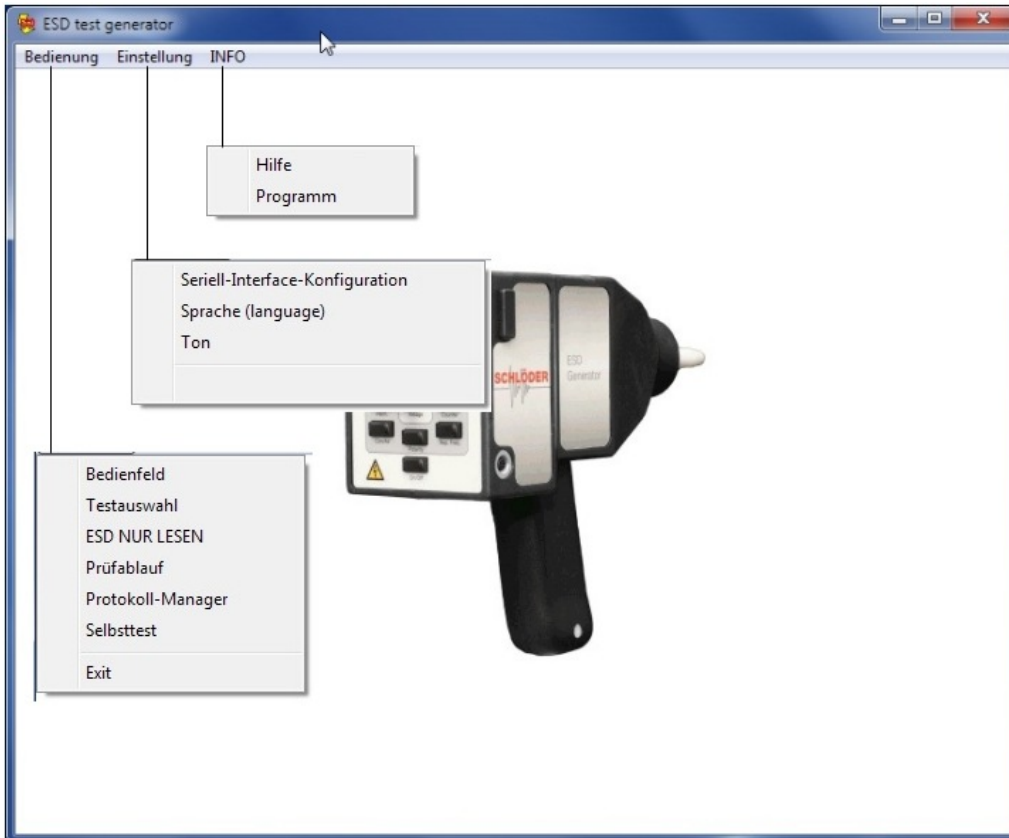 ESD test generator
Bedienung Einstellung INFO
Hilfe
Programm
Seriell-Interface-Konfiguration
Sprache (language)
Ton
SCHLÖDER
ESD
Generator
Bedienfeld
Testauswahl
ESD NUR LESEN
Prüfablauf
Protokoll-Manager
Selbsttest
Exit